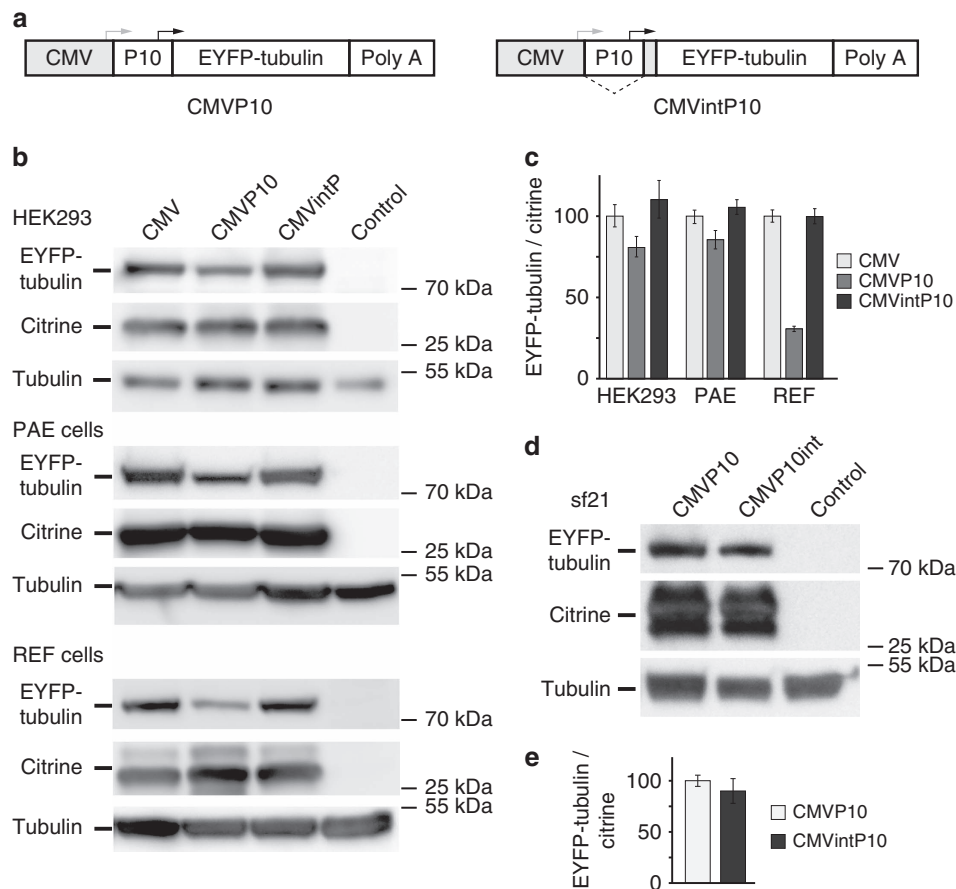 a
CMV P10 EYFP-tubulin Poly A
CMVP10
CMV P10 EYFP-tubulin Poly A
CMVintP10
b
HEK293
CMV CMVP10 CMVintP Control
EYFP-
tubulin
70 kDa
Citrine
25 kDa
Tubulin
55 kDa
PAE cells
EYFP-
tubulin
70 kDa
Citrine
25 kDa
Tubulin
55 kDa
REF cells
EYFP-
tubulin
70 kDa
Citrine
25 kDa
Tubulin
55 kDa
c
EYFP-tubulin / citrine
100
50
0
HEK293 PAE REF
CMV
CMVP10
CMVintP10
d
sf21
CMVP10 CMVP10int Control
EYFP-
tubulin
70 kDa
Citrine
25 kDa
Tubulin
55 kDa
e
EYFP-tubulin /
citrine
100
50
0
CMVP10
CMVintP10